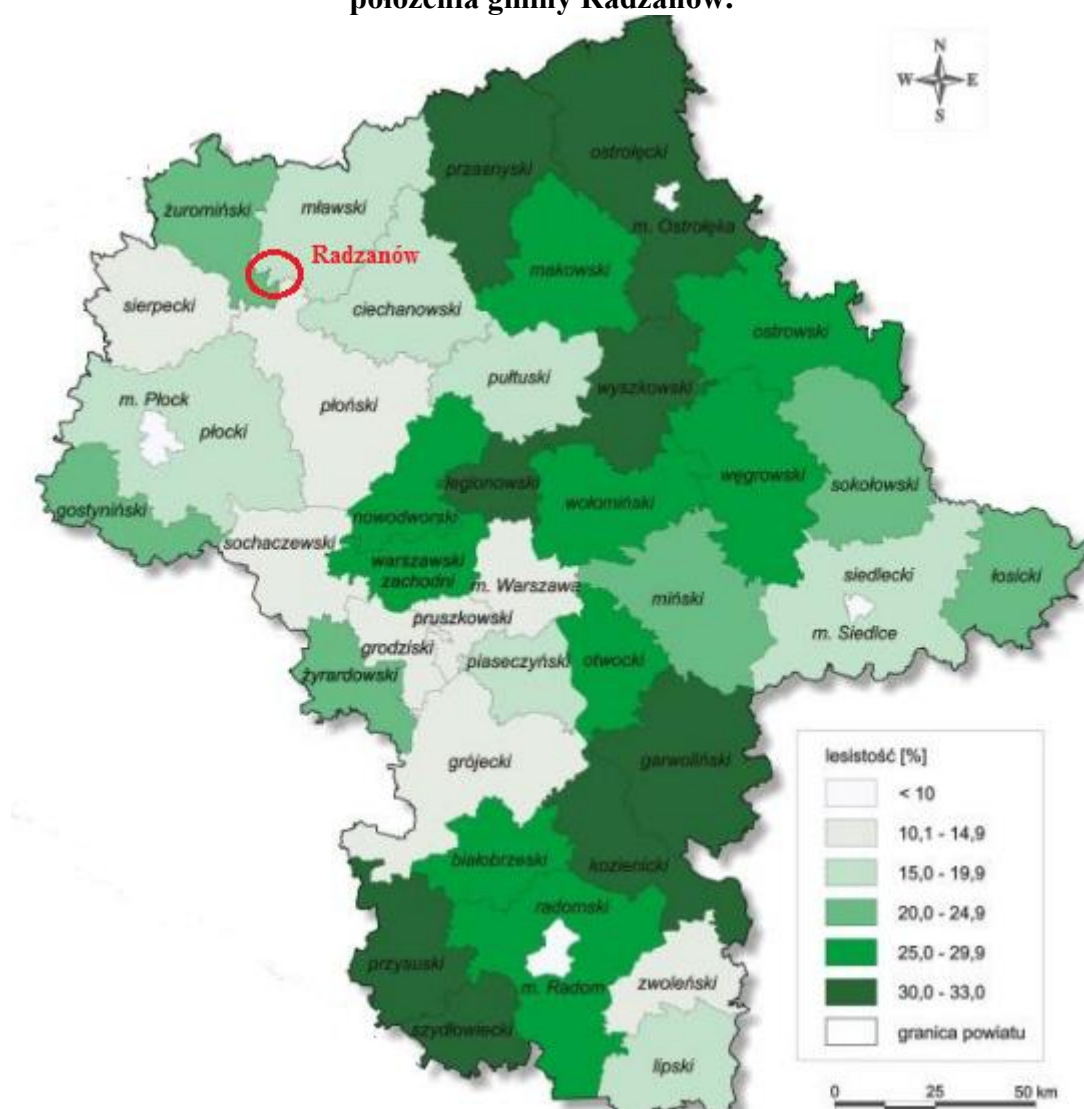 położenia gminy Radzanów.
N
W E
S
ostrołęcki
przasnyski
żuromiński
mławski
m. Ostrołęka
Radzanów
makowski
sierpecki
ciechanowski
ostrowski
pułtuski
wyszkowski
m. Płock
płoński
płocki
legionowski
węgrowski
sokołowski
wołomiński
gostyniński
nowodworski
sochaczewski
warszawski
zachodni
m. Warszawa
siedlecki
łosicki
miński
pruszkowski
m. Siedlce
grodziski
piaseczyński
otwocki
żyrardowski
grójecki
garwoliński
lesistość [%]
< 10
10,1 - 14,9
15,0 - 19,9
20,0 - 24,9
25,0 - 29,9
30,0 - 33,0
granica powiatu
białobrzeski
kozienicki
radomski
przysuski
m. Radom
zwoleński
szydłowiecki
lipski
0 25 50 km